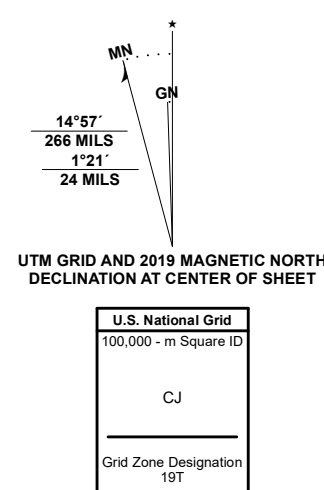 MN
GN
14°57´
266 MILS
1°21´
24 MILS
UTM GRID AND 2019 MAGNETIC NORTH
DECLINATION AT CENTER OF SHEET
U.S. National Grid
100,000 - m Square ID
CJ
Grid Zone Designation
19T